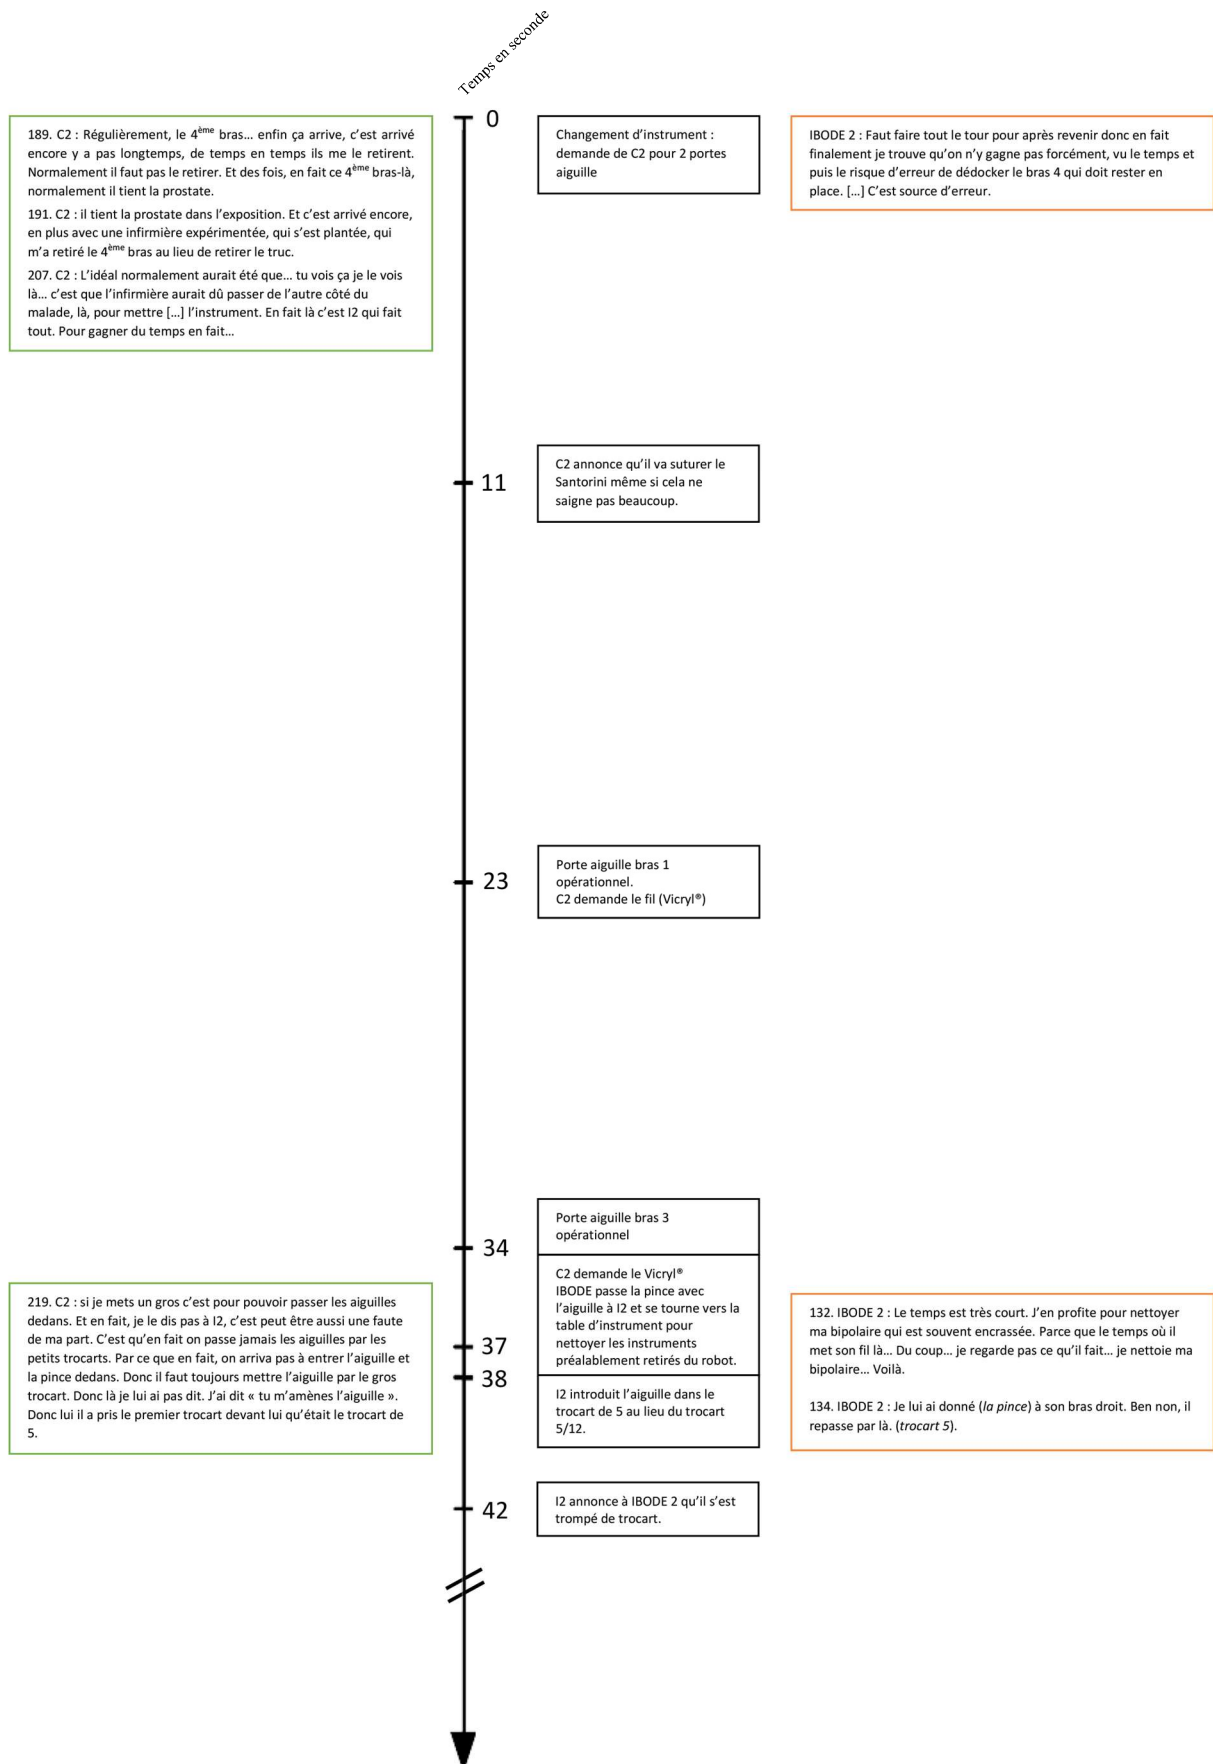 Temps en seconde
0
189. C2 : Régulièrement, le 4ème bras… enfin ça arrive, c’est arrivé
encore y a pas longtemps, de temps en temps ils me le retirent.
Normalement il faut pas le retirer. Et des fois, en fait ce 4ème bras-là,
normalement il tient la prostate.
191. C2 : il tient la prostate dans l’exposition. Et c’est arrivé encore,
en plus avec une infirmière expérimentée, qui s’est plantée, qui
m’a retiré le 4ème bras au lieu de retirer le truc.
207. C2 : L’idéal normalement aurait été que… tu vois ça je le vois
là… c’est que l’infirmière aurait dû passer de l’autre côté du
malade, là, pour mettre […] l’instrument. En fait là c’est I2 qui fait
tout. Pour gagner du temps en fait…
Changement d’instrument :
demande de C2 pour 2 portes
aiguille
IBODE 2 : Faut faire tout le tour pour après revenir donc en fait
finalement je trouve qu’on n’y gagne pas forcément, vu le temps et
puis le risque d’erreur de dédocker le bras 4 qui doit rester en
place. […] C’est source d’erreur.
11
C2 annonce qu’il va suturer le
Santorini même si cela ne
saigne pas beaucoup.
23
Porte aiguille bras 1
opérationnel.
C2 demande le fil (Vicryl®)
34
Porte aiguille bras 3
opérationnel
37
C2 demande le Vicryl®
IBODE passe la pince avec
l’aiguille à I2 et se tourne vers la
table d’instrument pour
nettoyer les instruments
préalablement retirés du robot.
38
I2 introduit l’aiguille dans le
trocart de 5 au lieu du trocart
5/12.
219. C2 : si je mets un gros c’est pour pouvoir passer les aiguilles
dedans. Et en fait, je le dis pas à I2, c’est peut être aussi une faute
de ma part. C’est qu’en fait on passe jamais les aiguilles par les
petits trocarts. Par ce que en fait, on arriva pas à entrer l’aiguille et
la pince dedans. Donc il faut toujours mettre l’aiguille par le gros
trocart. Donc là je lui ai pas dit. J’ai dit « tu m’amènes l’aiguille ».
Donc lui il a pris le premier trocart devant lui qu’était le trocart de
5.
132. IBODE 2 : Le temps est très court. J’en profite pour nettoyer
ma bipolaire qui est souvent encrassée. Parce que le temps où il
met son fil là… Du coup… je regarde pas ce qu’il fait… je nettoie ma
bipolaire… Voilà.
134. IBODE 2 : Je lui ai donné (la pince) à son bras droit. Ben non, il
repasse par là. (trocart 5).
42
I2 annonce à IBODE 2 qu’il s’est
trompé de trocart.